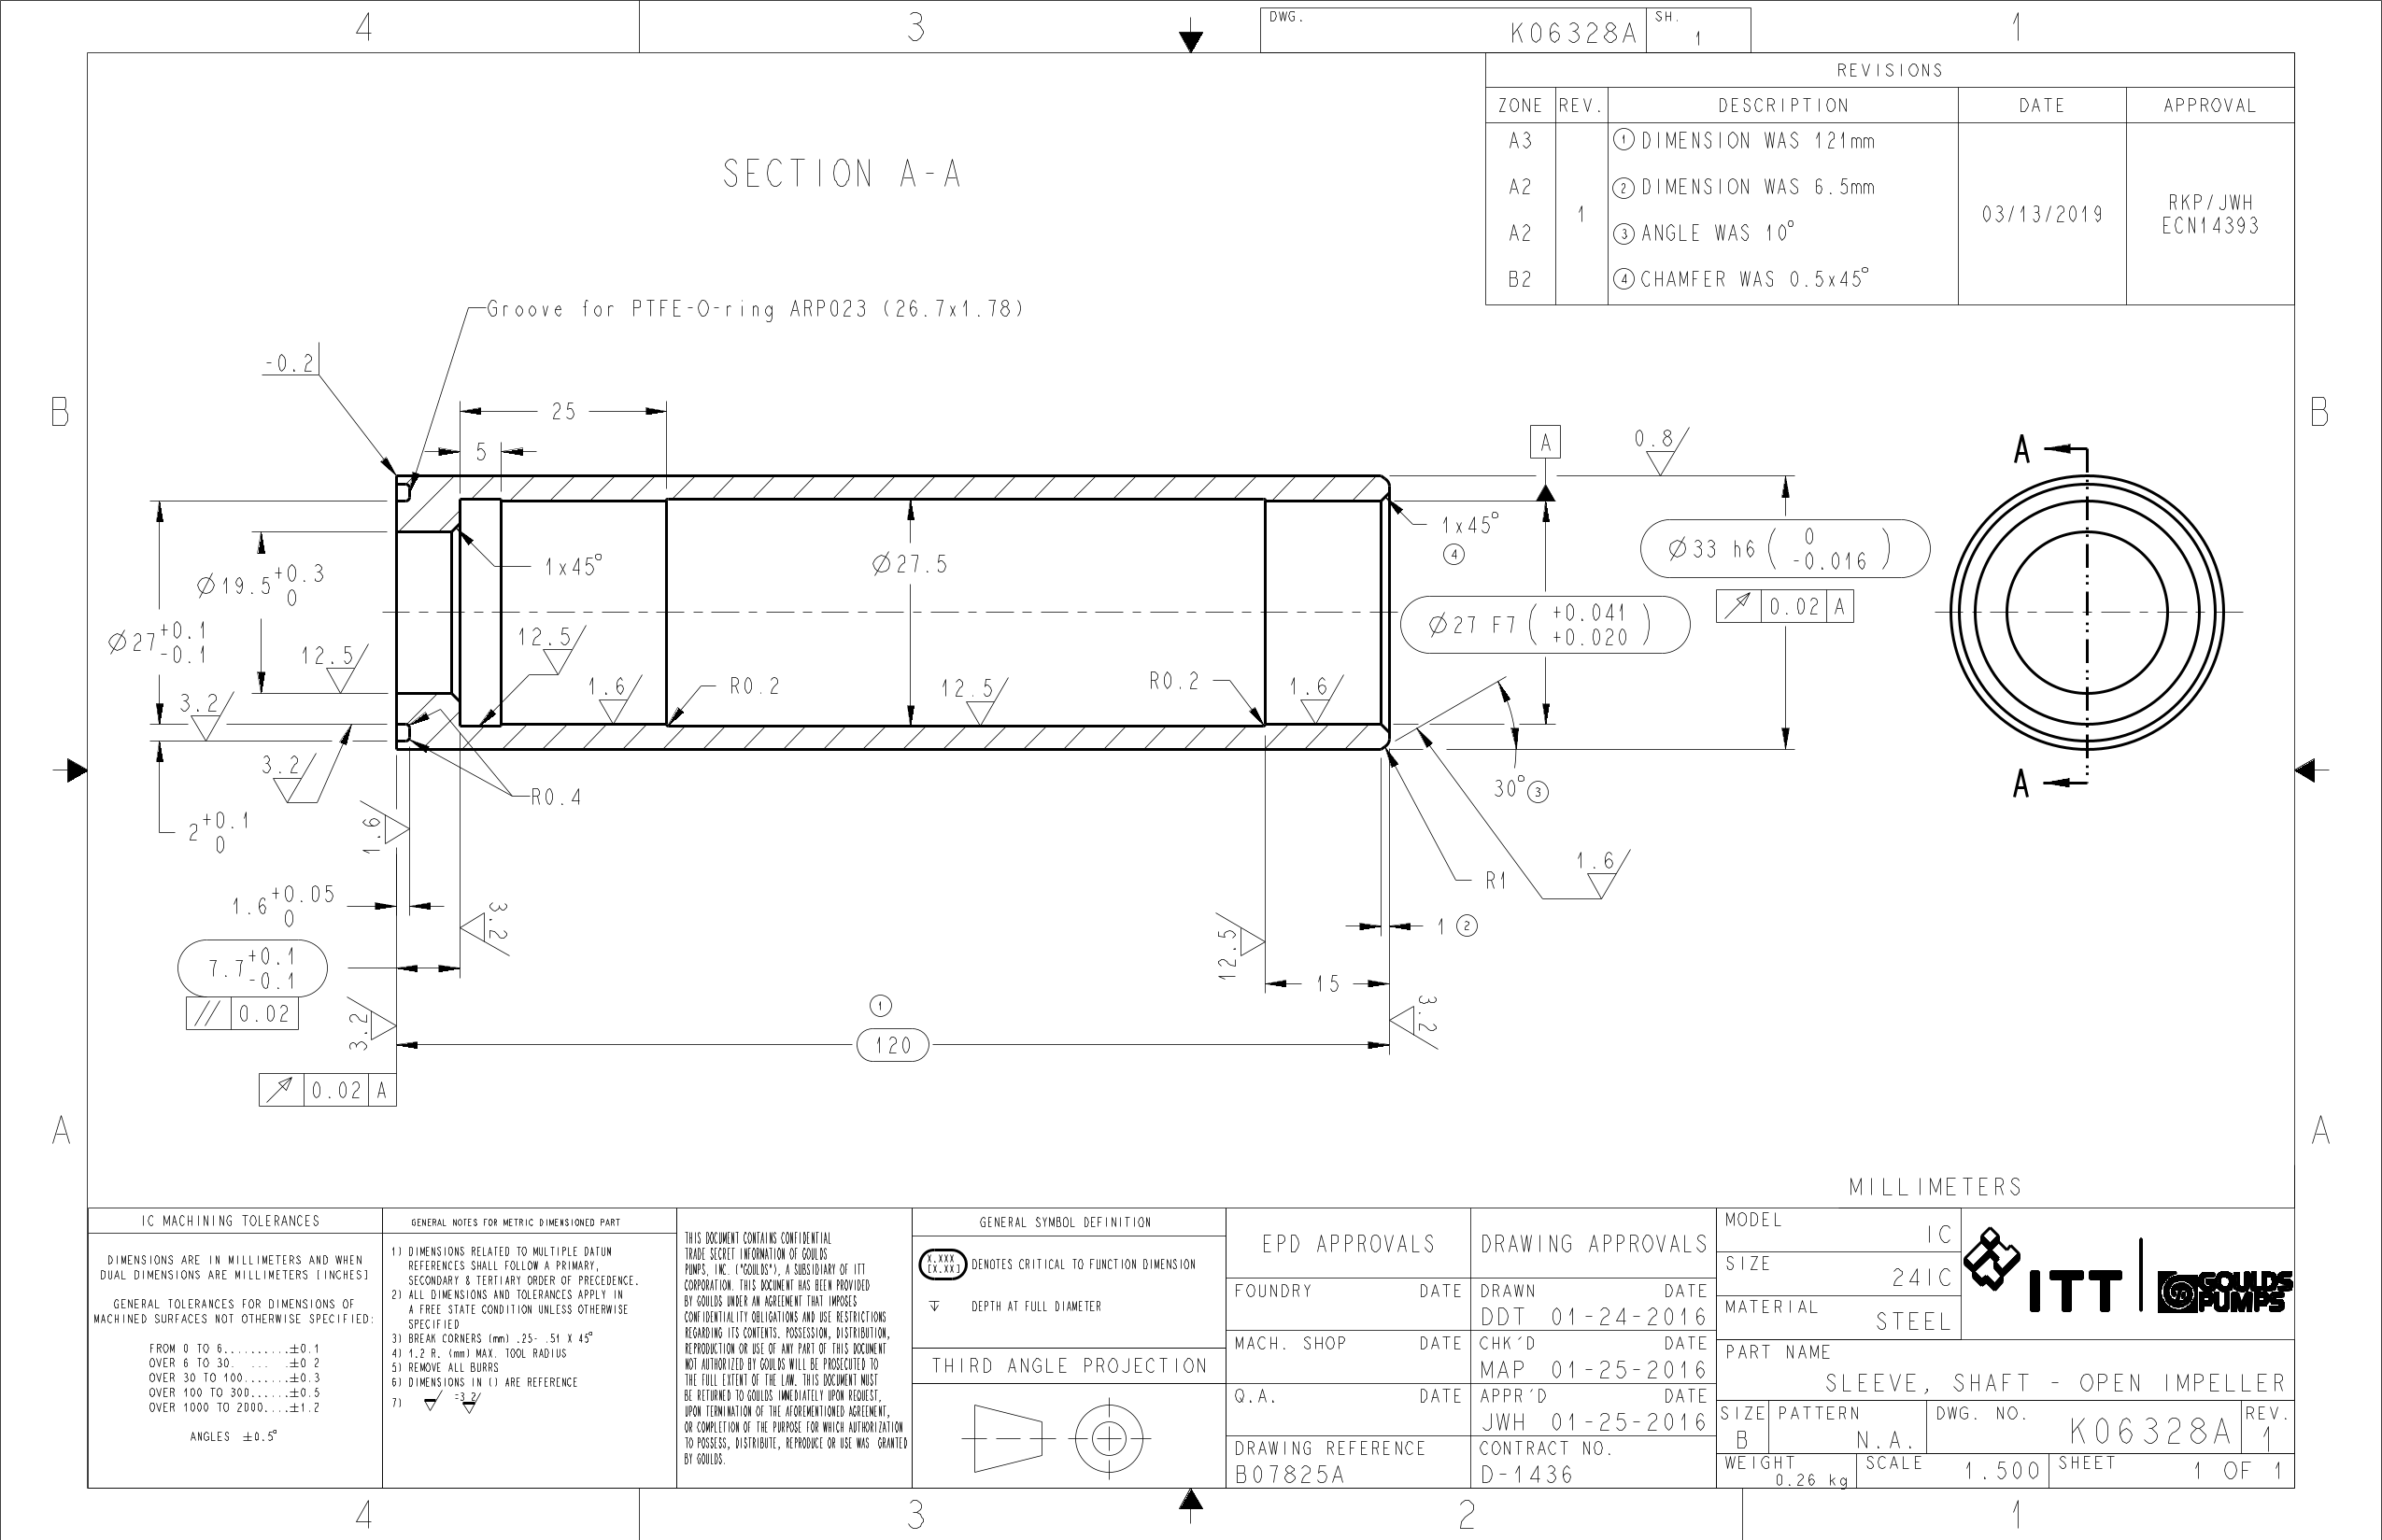 4
3
DWG.
K06328A
SH.
1
1
REVISIONS
ZONE REV. DESCRIPTION DATE APPROVAL
A3 1 DIMENSION WAS 121mm
A2 2 DIMENSION WAS 6.5mm
1 03/13/2019 RKP/JWH
ECN14393
A2 3 ANGLE WAS 10°
B2 4 CHAMFER WAS 0.5x45°
SECTION A-A
Groove for PTFE-O-ring ARP023 (26.7x1.78)
-0.2
B
B
25
5
A
0.8
A
1x45°
4
Ø33 h6 ( 0 -0.016 )
0.02 A
Ø27.5
1x45°
Ø19.5 +0.3 0
Ø27 +0.1 -0.1
Ø27 F7 ( +0.041 +0.020 )
12.5
12.5
1.6
R0.2
12.5
R0.2
1.6
3.2
3.2
R0.4
30° 3
A
2 +0.1 0
1.6
1.6
R1
1.6 +0.05 0
3.2
12.5
1 2
7.7 +0.1 -0.1
// 0.02
15
3.2
1
3.2
120
0.02 A
A
A
MILLIMETERS
IC MACHINING TOLERANCES
DIMENSIONS ARE IN MILLIMETERS AND WHEN
DUAL DIMENSIONS ARE MILLIMETERS [INCHES]
GENERAL TOLERANCES FOR DIMENSIONS OF
MACHINED SURFACES NOT OTHERWISE SPECIFIED:
FROM 0 TO 6..........±0.1
OVER 6 TO 30. ... .±0 2
OVER 30 TO 100.......±0.3
OVER 100 TO 300......±0.5
OVER 1000 TO 2000....±1.2
ANGLES ±0.5°
GENERAL NOTES FOR METRIC DIMENSIONED PART
1) DIMENSIONS RELATED TO MULTIPLE DATUM
REFERENCES SHALL FOLLOW A PRIMARY,
SECONDARY & TERTIARY ORDER OF PRECEDENCE.
2) ALL DIMENSIONS AND TOLERANCES APPLY IN
A FREE STATE CONDITION UNLESS OTHERWISE
SPECIFIED
3) BREAK CORNERS (mm) .25- .51 X 45°
4) 1.2 R. (mm) MAX. TOOL RADIUS
5) REMOVE ALL BURRS
6) DIMENSIONS IN () ARE REFERENCE
7) =3.2
THIS DOCUMENT CONTAINS CONFIDENTIAL
TRADE SECRET INFORMATION OF GOULDS
PUMPS, INC. ("GOULDS"), A SUBSIDIARY OF ITT
CORPORATION. THIS DOCUMENT HAS BEEN PROVIDED
BY GOULDS UNDER AN AGREEMENT THAT IMPOSES
CONFIDENTIALITY OBLIGATIONS AND USE RESTRICTIONS
REGARDING ITS CONTENTS. POSSESSION, DISTRIBUTION,
REPRODUCTION OR USE OF ANY PART OF THIS DOCUMENT
NOT AUTHORIZED BY GOULDS WILL BE PROSECUTED TO
THE FULL EXTENT OF THE LAW. THIS DOCUMENT MUST
BE RETURNED TO GOULDS IMMEDIATELY UPON REQUEST,
UPON TERMINATION OF THE AFOREMENTIONED AGREEMENT,
OR COMPLETION OF THE PURPOSE FOR WHICH AUTHORIZATION
TO POSSESS, DISTRIBUTE, REPRODUCE OR USE WAS GRANTED
BY GOULDS.
GENERAL SYMBOL DEFINITION
X.XXX
[X.XX]
DENOTES CRITICAL TO FUNCTION DIMENSION
DEPTH AT FULL DIAMETER
THIRD ANGLE PROJECTION
EPD APPROVALS
FOUNDRY DATE
MACH. SHOP DATE
Q.A. DATE
DRAWING REFERENCE
B07825A
DRAWING APPROVALS
DRAWN DATE
DDT 01-24-2016
CHK'D DATE
MAP 01-25-2016
APPR'D DATE
JWH 01-25-2016
CONTRACT NO.
D-1436
MODEL
IC
SIZE
24IC
MATERIAL
STEEL
ITT
GOULDS
PUMPS
PART NAME
SLEEVE, SHAFT - OPEN IMPELLER
SIZE
B
PATTERN
N.A.
DWG. NO.
K06328A
REV.
1
WEIGHT
0.26 kg
SCALE
1.500
SHEET
1 OF 1
4
3
2
1